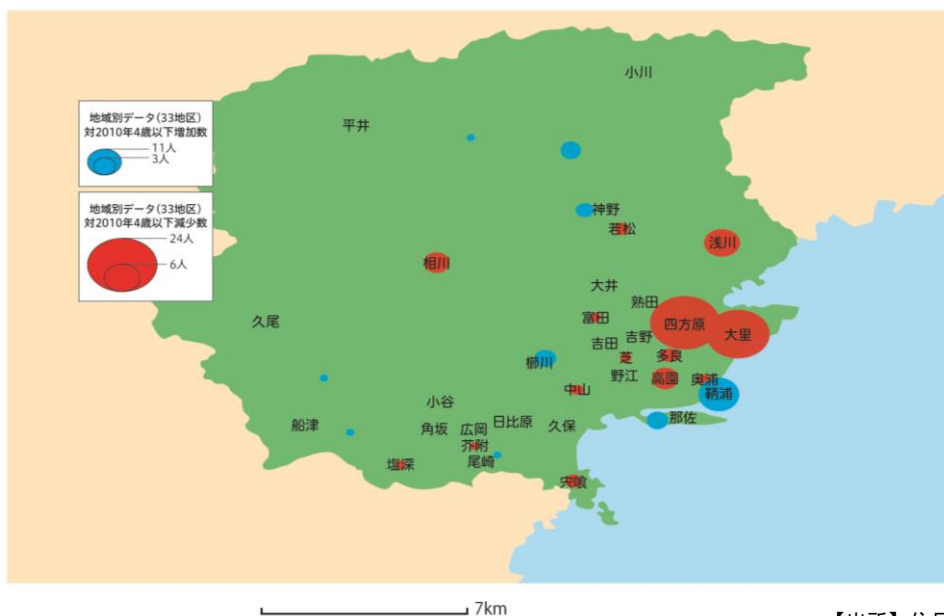 小川
平井
地域別データ(33地区)
対2010年4歳以下増加数
11人
3人
地域別データ(33地区)
対2010年4歳以下減少数
24人
6人
神野
若松
浅川
相川
大井
熟田
久尾
富田
四方原
大里
吉田
吉野
櫛川
芝
多良
野江
高園
奥浦
中山
鞆浦
小谷
船津
角坂
広岡
日比原
久保
那佐
芥附
塩深
尾崎
宍喰
7km